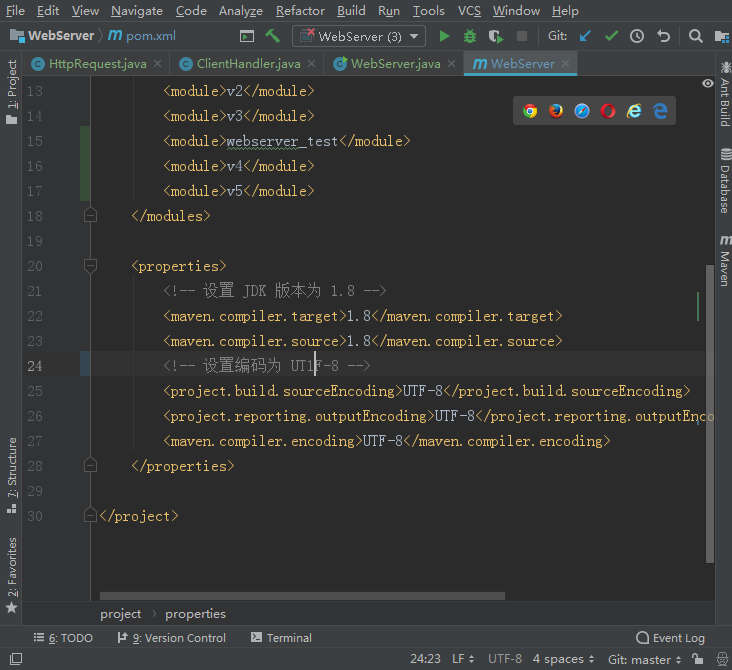 File Edit View Navigate Code Analyze Refactor Build Run Tools VCS Window Help
WebServer m pom.xml WebServer (3) Git:
HttpRequest.java ClientHandler.java WebServer.java m WebServer
1: Project
7: Structure
2: Favorites
13 <module>v2</module>
14 <module>v3</module>
15 <module>webserver_test</module>
16 <module>v4</module>
17 <module>v5</module>
18 </modules>
19
20 <properties>
21 <!-- 设置 JDK 版本为 1.8 -->
22 <maven.compiler.target>1.8</maven.compiler.target>
23 <maven.compiler.source>1.8</maven.compiler.source>
24 <!-- 设置编码为 UT1F-8 -->
25 <project.build.sourceEncoding>UTF-8</project.build.sourceEncoding>
26 <project.reporting.outputEncoding>UTF-8</project.reporting.outputEnco
27 <maven.compiler.encoding>UTF-8</maven.compiler.encoding>
28 </properties>
29
30 </project>
Ant Build
Database
m Maven
project properties
6: TODO 9: Version Control Terminal Event Log
24:23 LF UTF-8 4 spaces Git: master